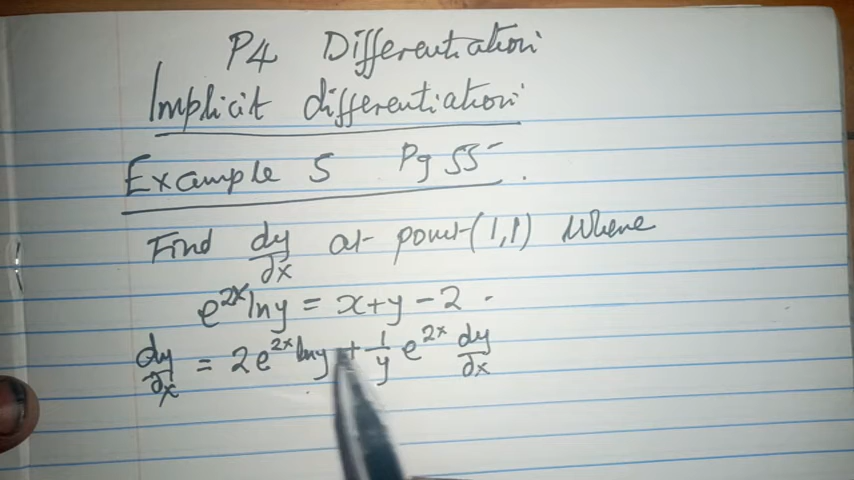 P4 Differentiation
Implicit differentiation
Example 5 Pg 55
Find dy/dx at point (1,1) where
e^2x ln y = x + y - 2.
dy/dx = 2e^2x ln y + 1/y e^2x dy/dx